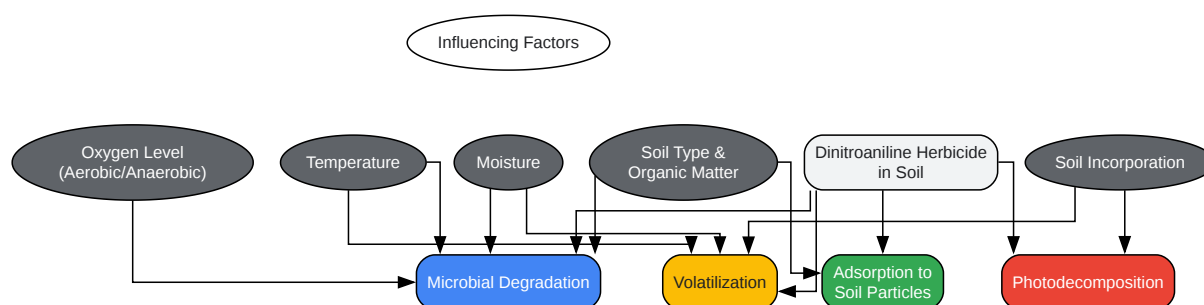 Influencing Factors
Oxygen Level
(Aerobic/Anaerobic)
Temperature
Moisture
Soil Type &
Organic Matter
Dinitroaniline Herbicide
in Soil
Soil Incorporation
Microbial Degradation
Volatilization
Adsorption to
Soil Particles
Photodecomposition